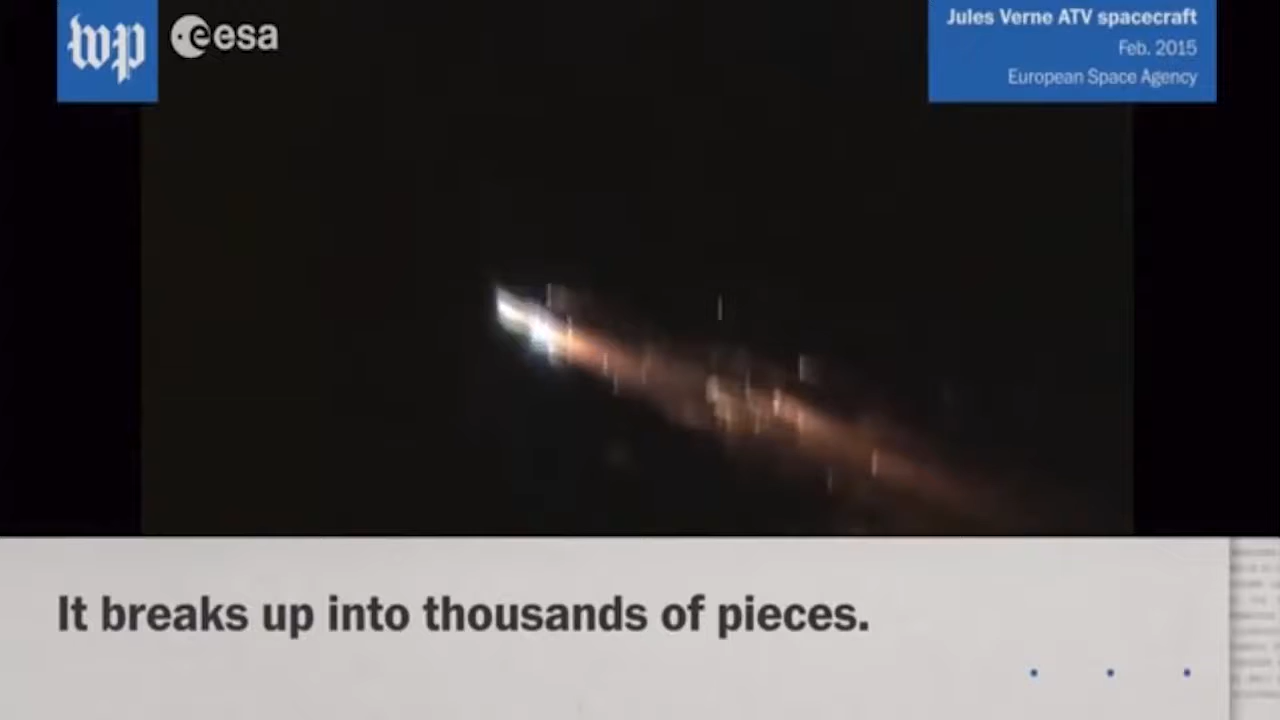 wp
esa
Jules Verne ATV spacecraft
Feb. 2015
European Space Agency
It breaks up into thousands of pieces.